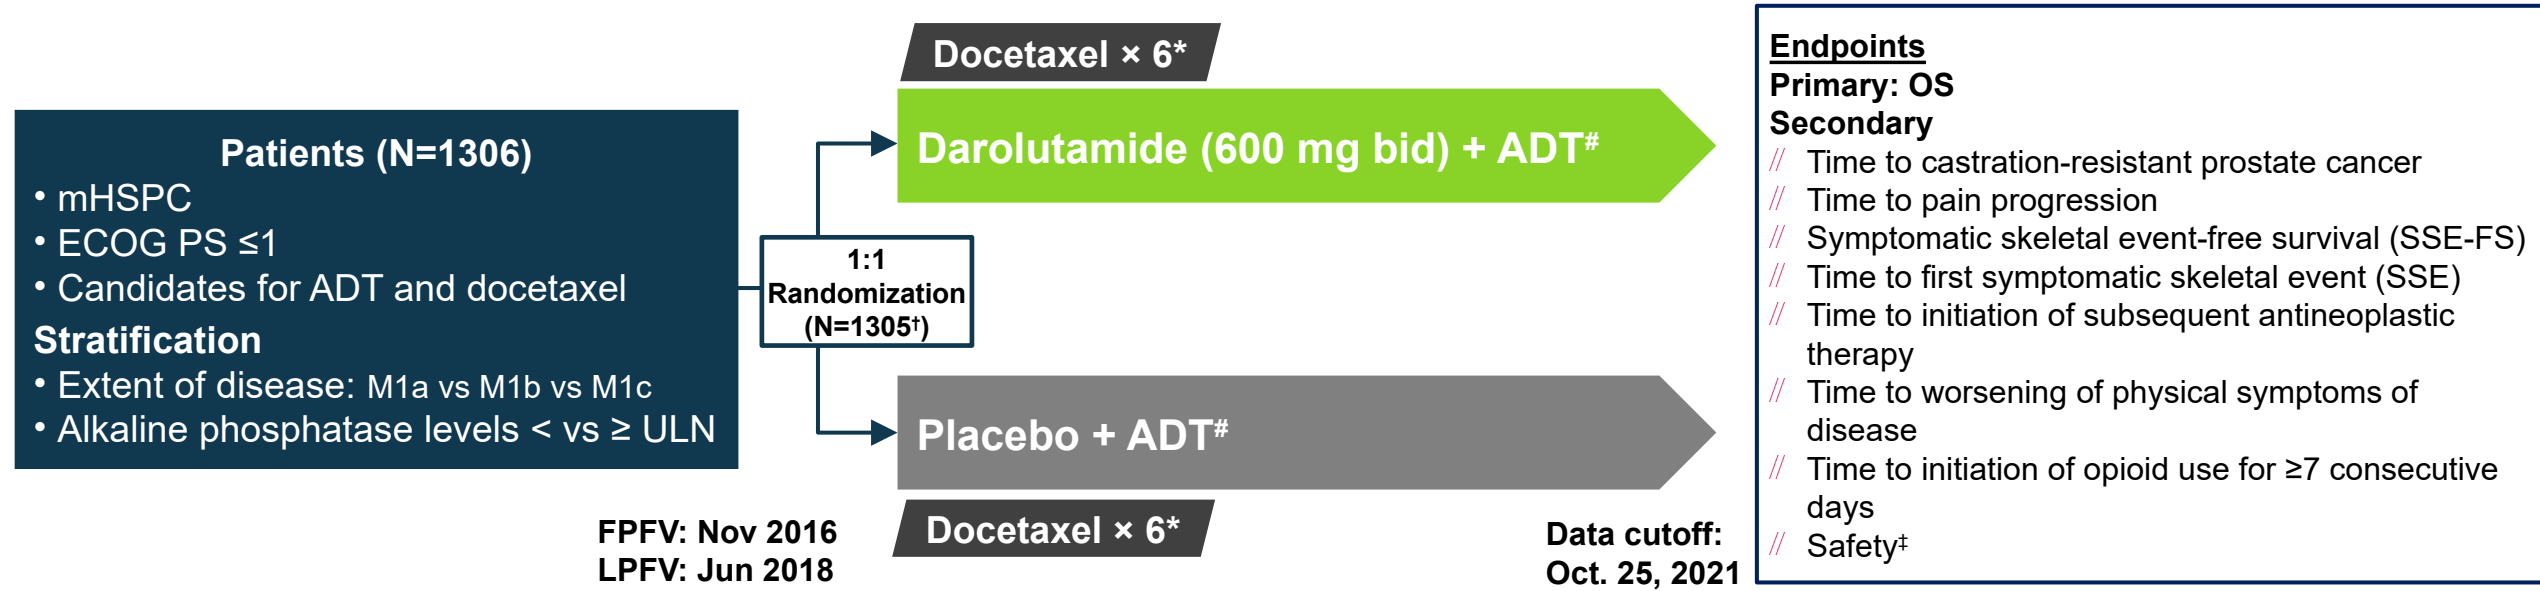 Docetaxel × 6*
Patients (N=1306)
• mHSPC
• ECOG PS ≤1
• Candidates for ADT and docetaxel
Stratification
• Extent of disease: M1a vs M1b vs M1c
• Alkaline phosphatase levels < vs ≥ ULN
1:1
Randomization
(N=1305†)
Darolutamide (600 mg bid) + ADT#
Placebo + ADT#
Docetaxel × 6*
FPFV: Nov 2016
LPFV: Jun 2018
Data cutoff:
Oct. 25, 2021
Endpoints
Primary: OS
Secondary
// Time to castration-resistant prostate cancer
// Time to pain progression
// Symptomatic skeletal event-free survival (SSE-FS)
// Time to first symptomatic skeletal event (SSE)
// Time to initiation of subsequent antineoplastic
therapy
// Time to worsening of physical symptoms of
disease
// Time to initiation of opioid use for ≥7 consecutive
days
// Safety‡